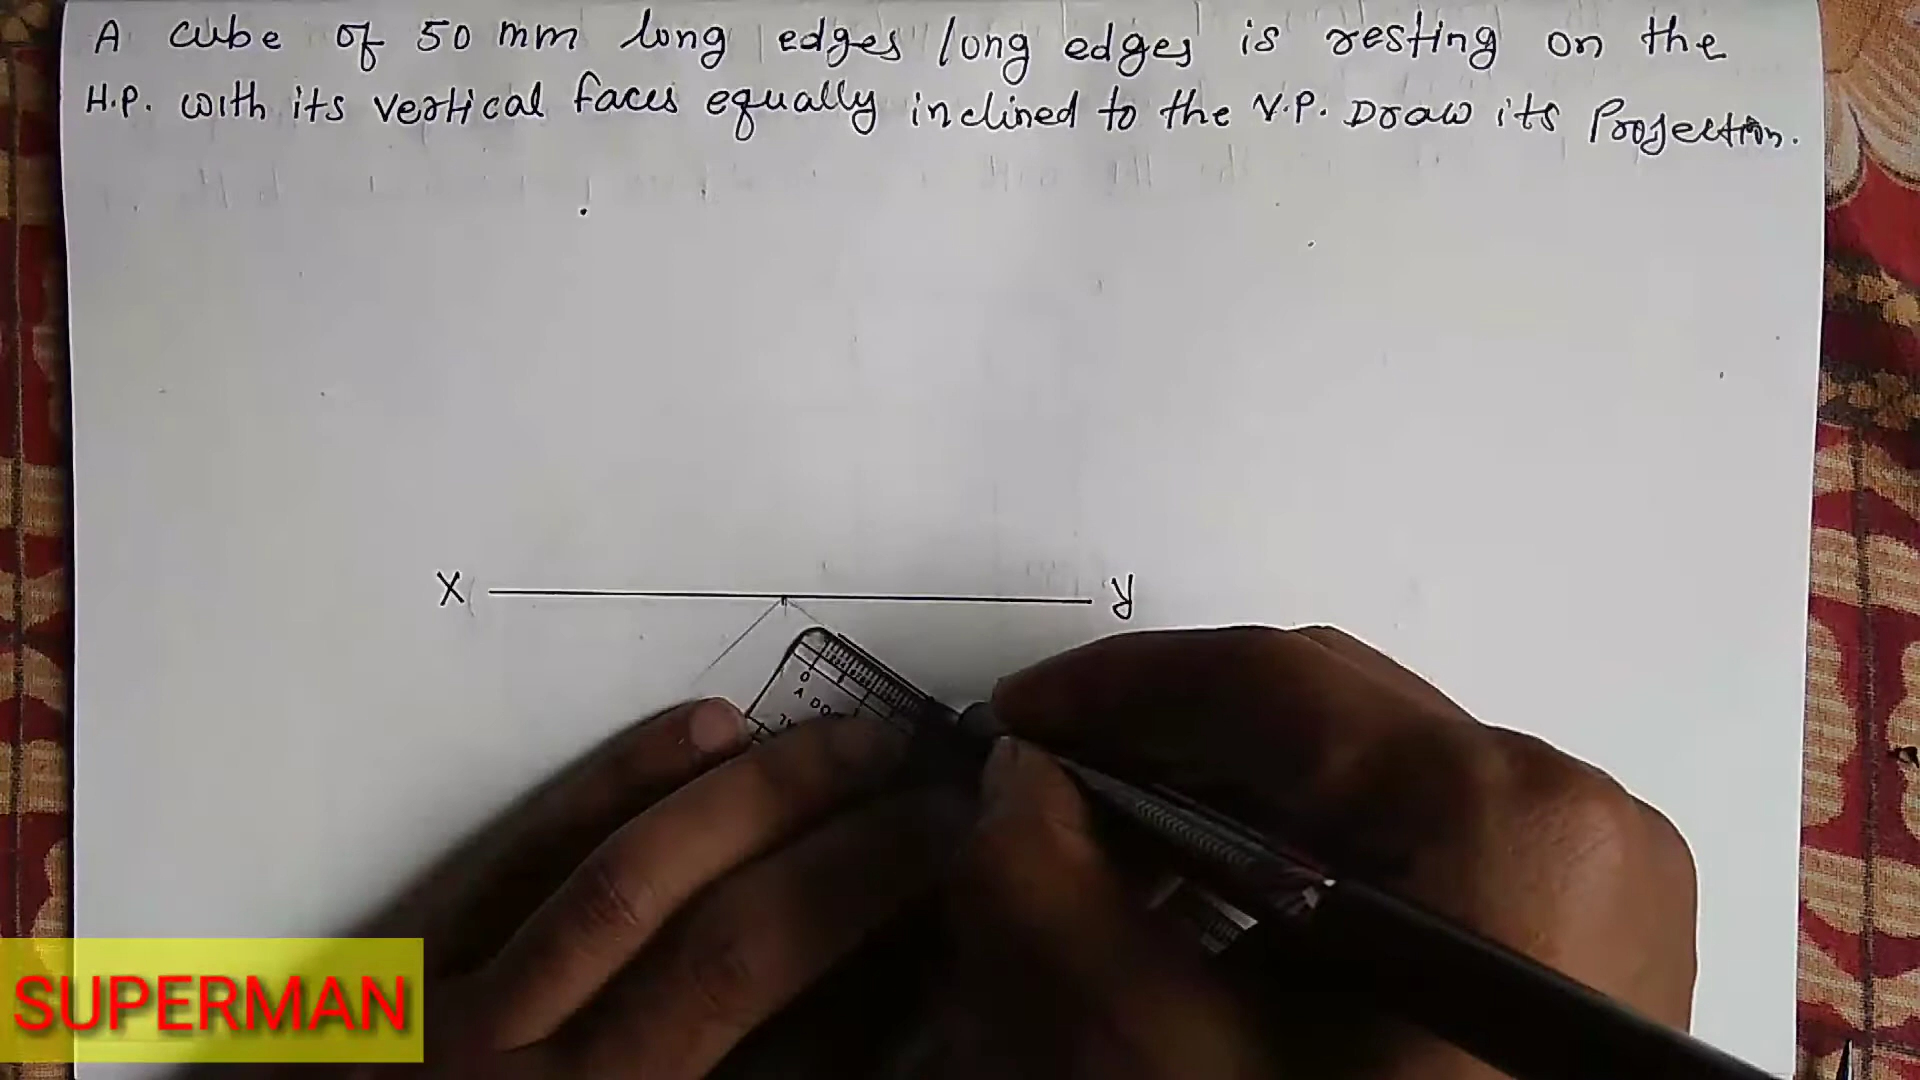 A cube of 50 mm long edges long edges is resting on the
H.P. with its vertical faces equally inclined to the V.P. Draw its Projection.
X Y
0
A
SUPERMAN